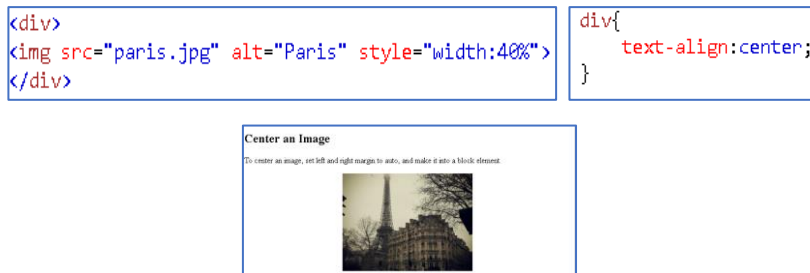 <div>
<img src="paris.jpg" alt="Paris" style="width:40%">
</div>
div{
text-align:center;
}
Center an Image
To center an image, set left and right margin to auto, and make it into a block element.